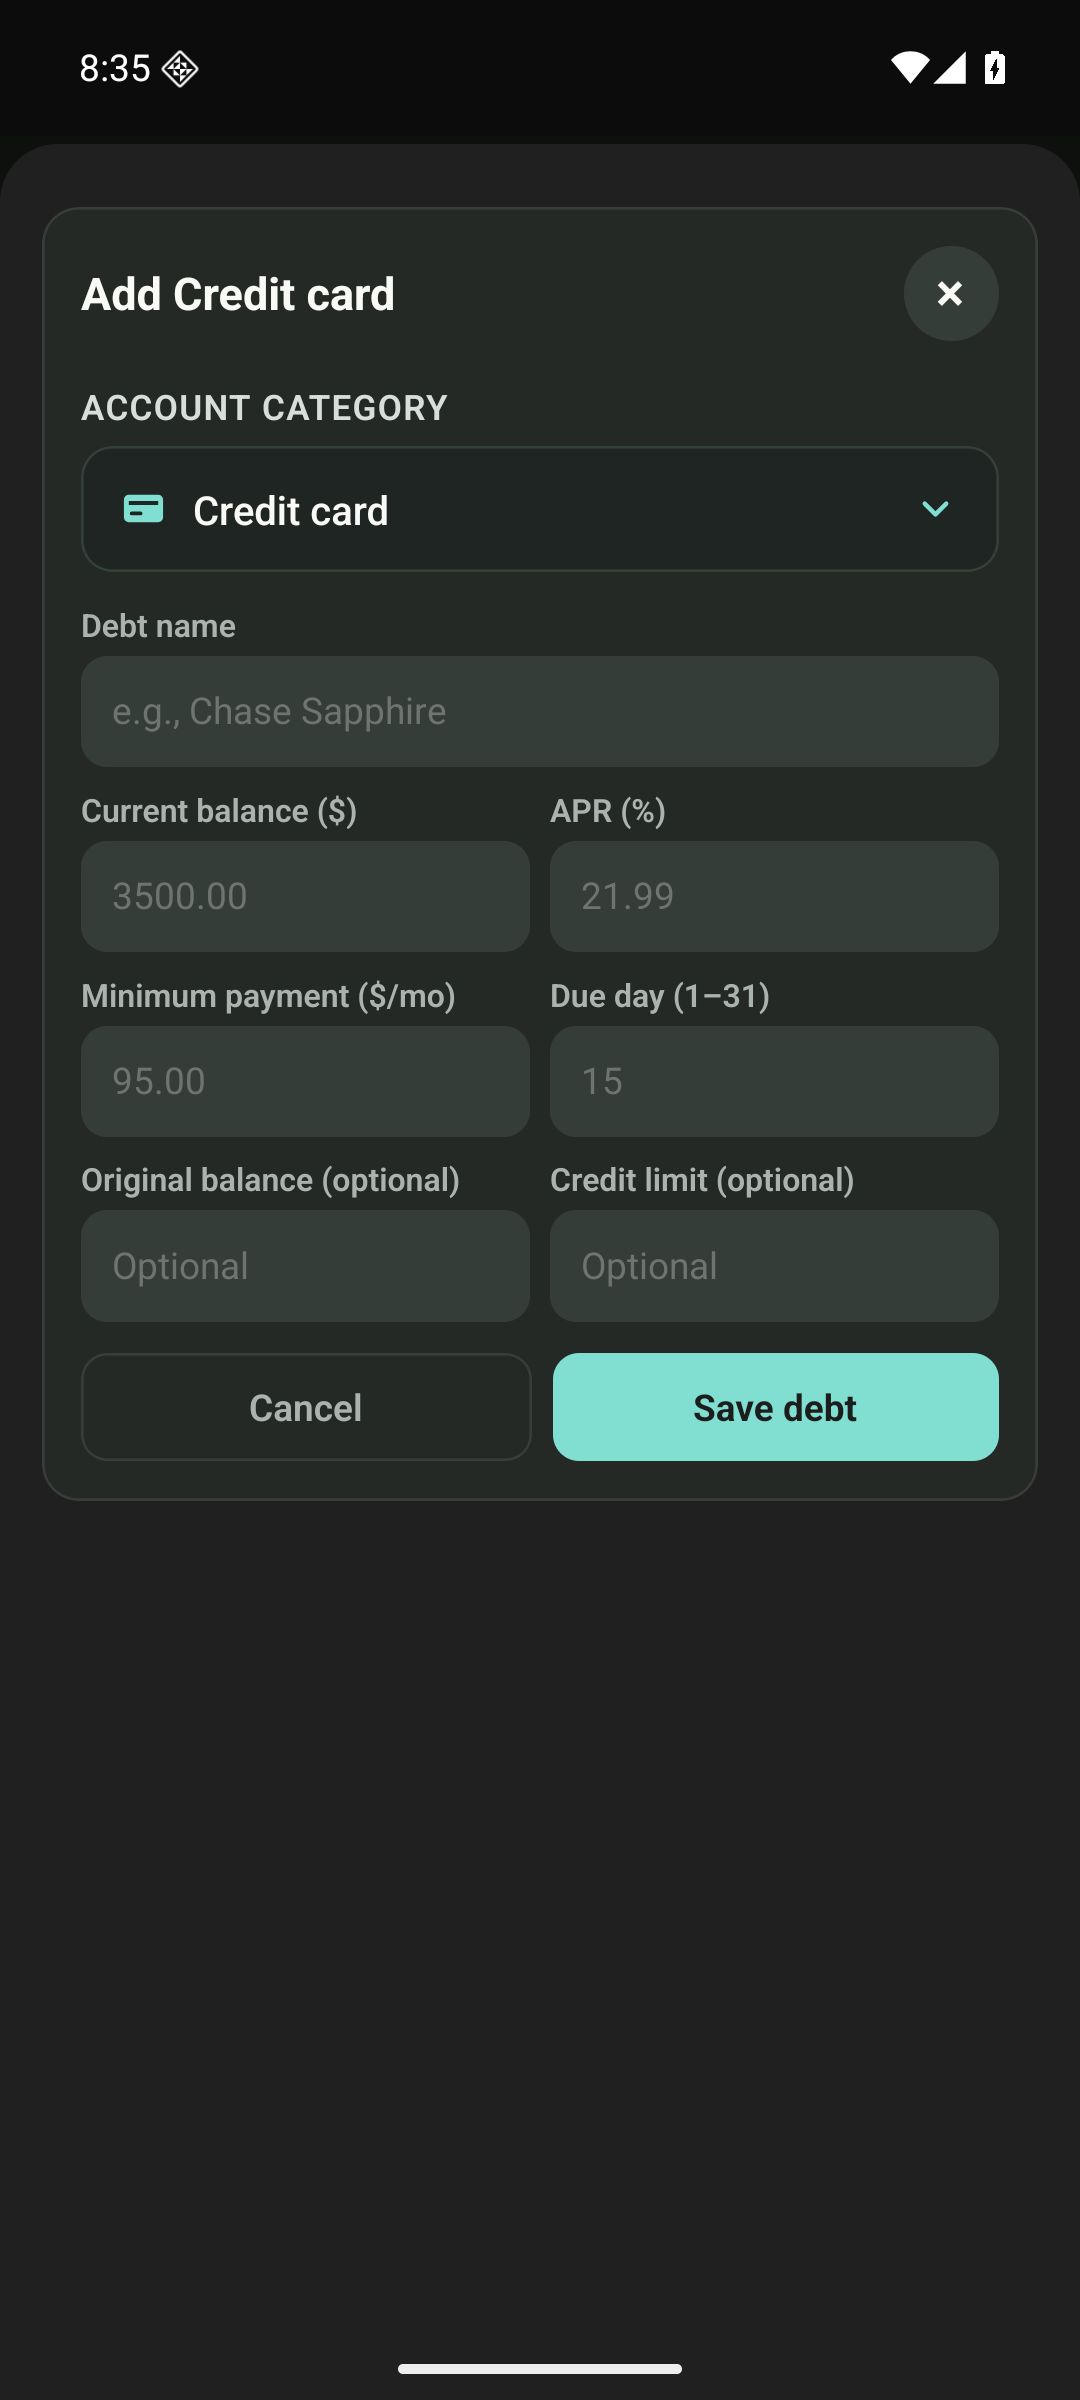 8:35
Add Credit card
ACCOUNT CATEGORY
Credit card
Debt name
e.g., Chase Sapphire
Current balance ($) APR (%)
3500.00 21.99
Minimum payment ($/mo) Due day (1–31)
95.00 15
Original balance (optional) Credit limit (optional)
Optional Optional
Cancel Save debt